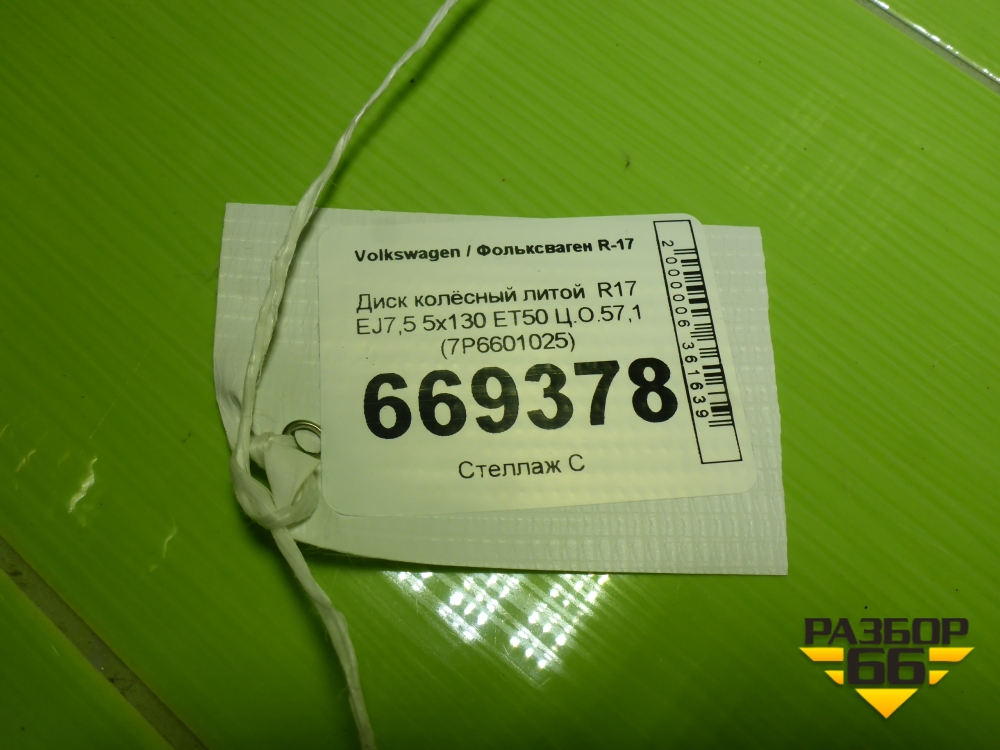 Volkswagen / Фольксваген R-17
Диск колёсный литой R17
EJ7,5 5x130 ET50 Ц.О.57,1
(7P6601025)
669378
Стеллаж С
2000006361639
РАЗБОР
66